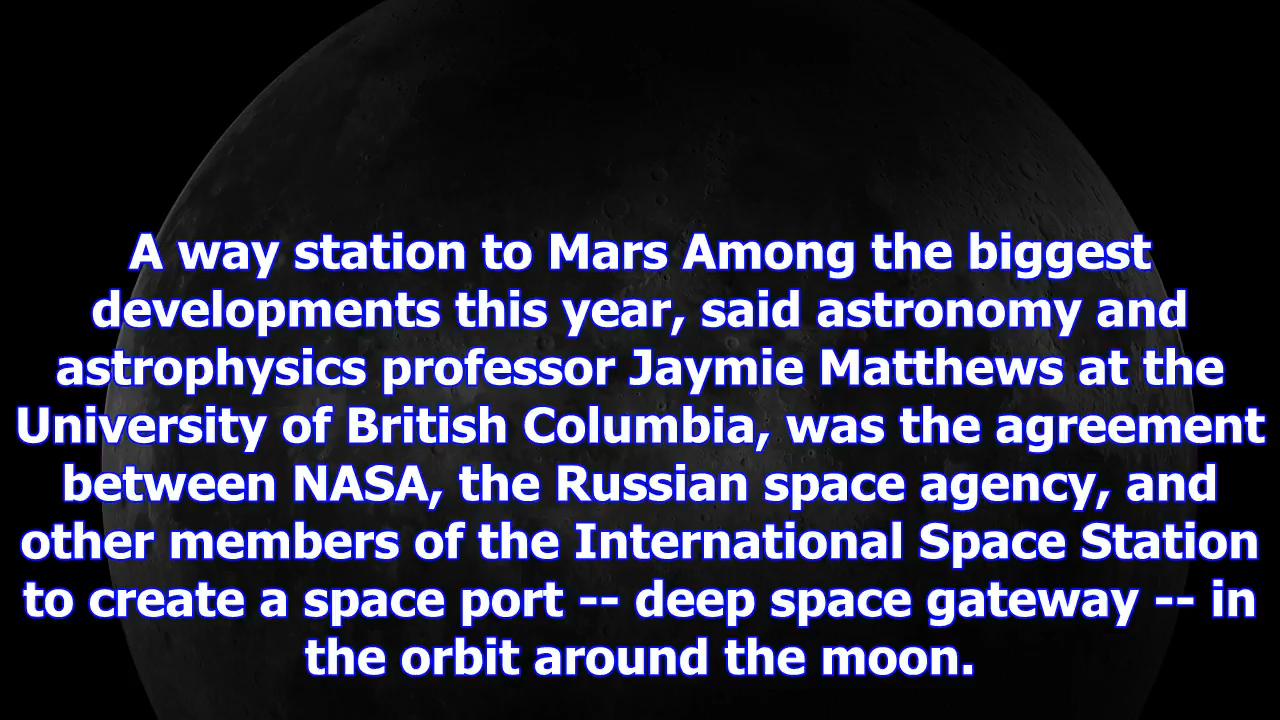 A way station to Mars Among the biggest
developments this year, said astronomy and
astrophysics professor Jaymie Matthews at the
University of British Columbia, was the agreement
between NASA, the Russian space agency, and
other members of the International Space Station
to create a space port -- deep space gateway -- in
the orbit around the moon.